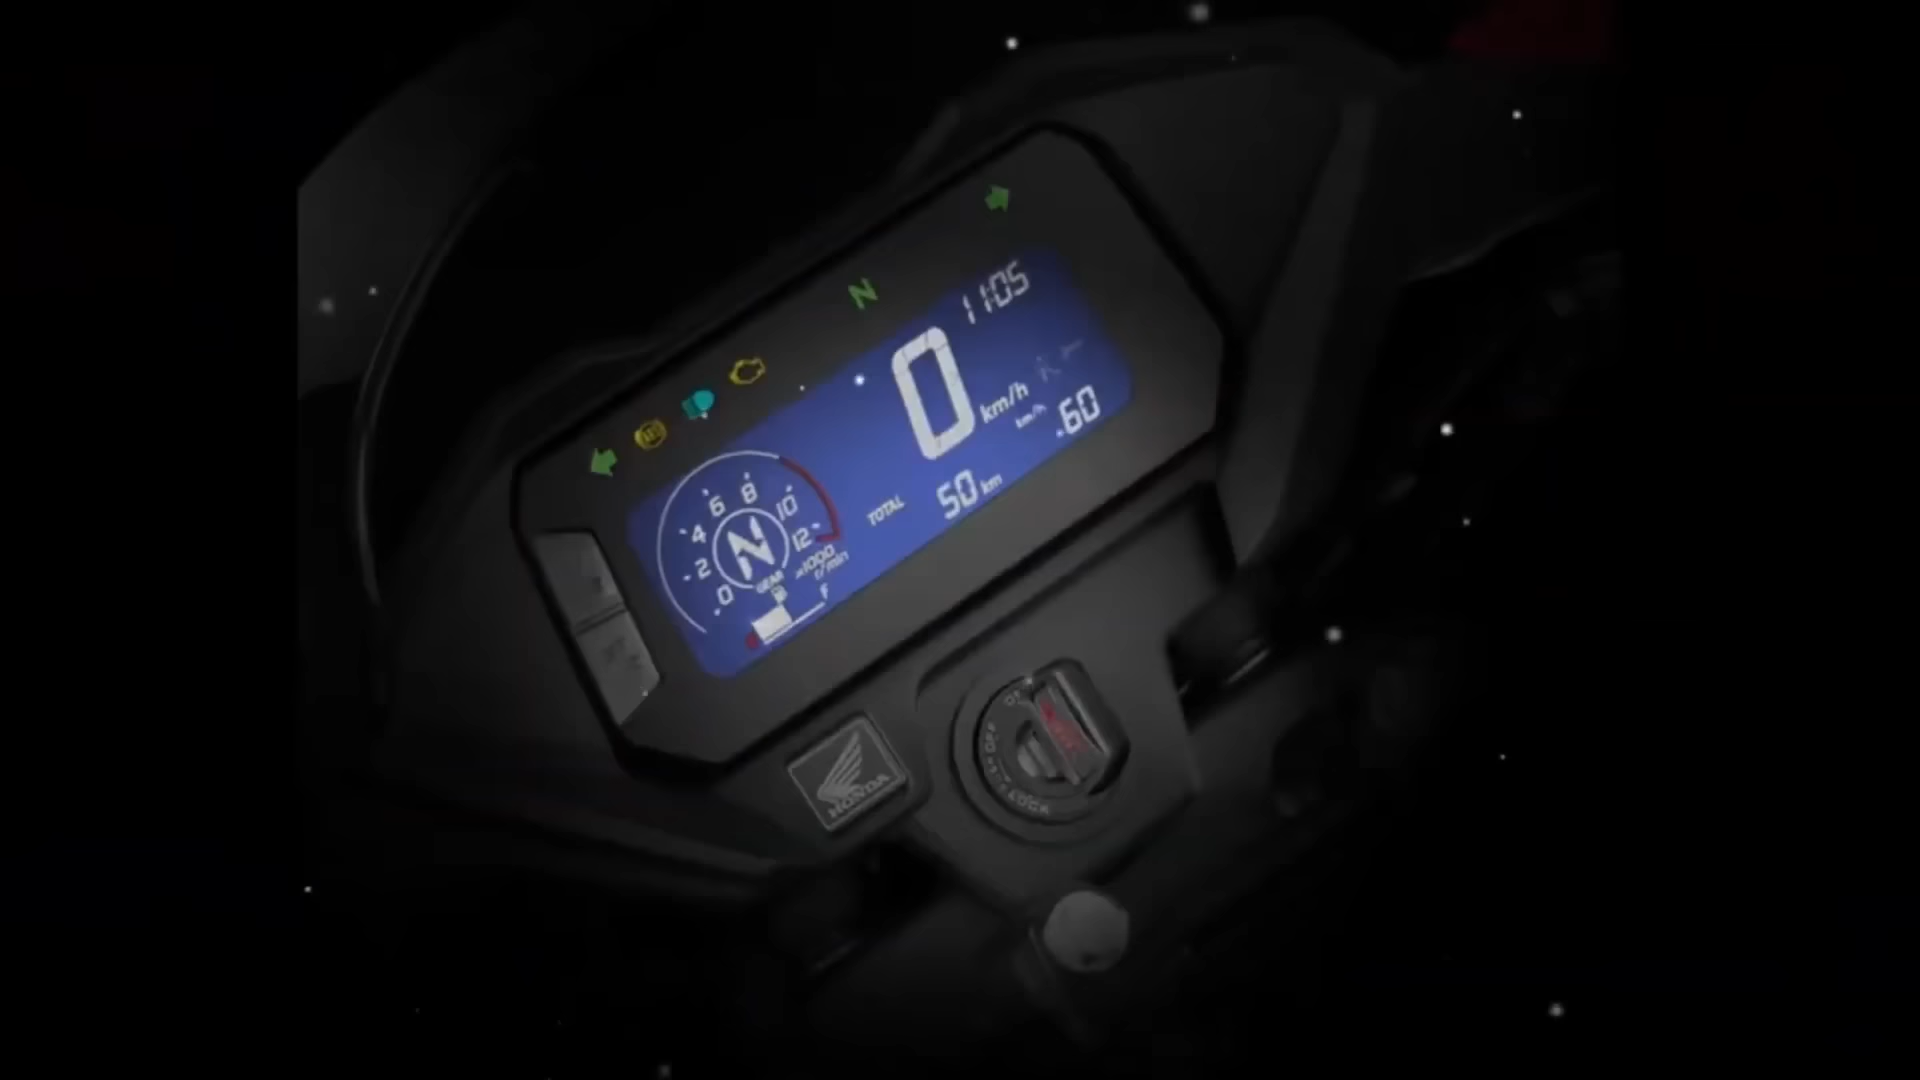 N
11:05
0 km/h
km/h
.60
TOTAL 50 km
ABS
0 2 4 6 8 10 12
N
GEAR
x1000
r/min
F
HONDA